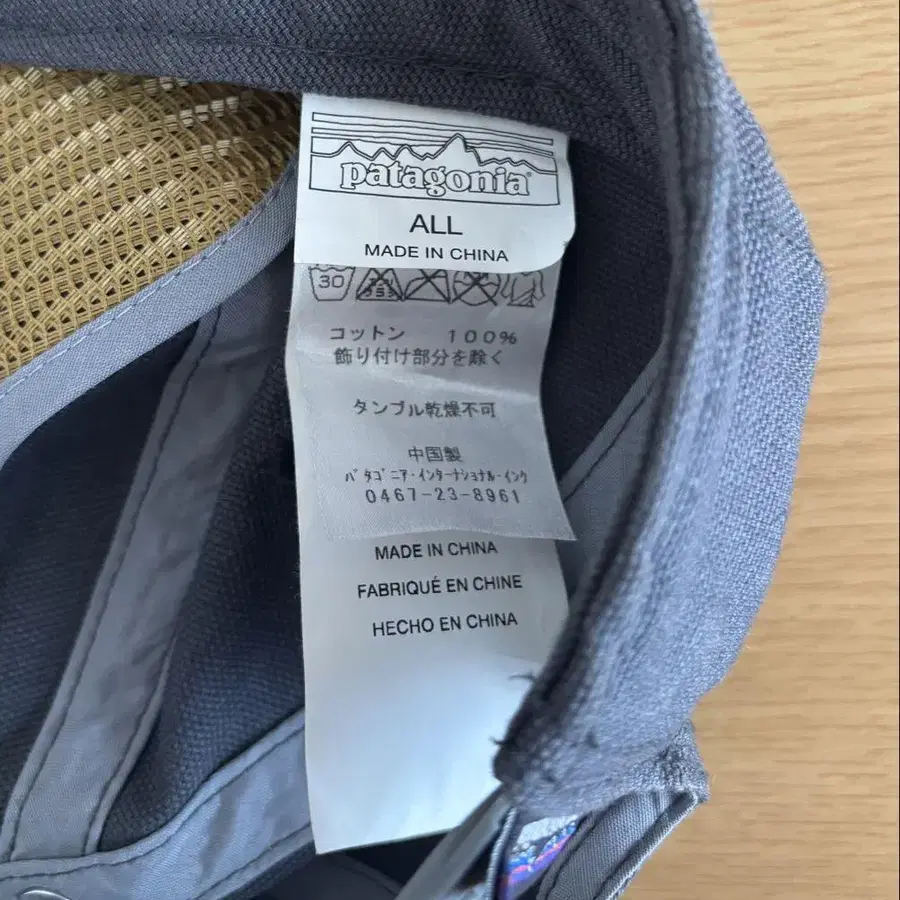 patagonia®
ALL
MADE IN CHINA
30
コットン 100%
飾り付け部分を除く
タンブル乾燥不可
中国製
パタゴニア・インターナショナル・インク
0467-23-8961
MADE IN CHINA
FABRIQUÉ EN CHINE
HECHO EN CHINA